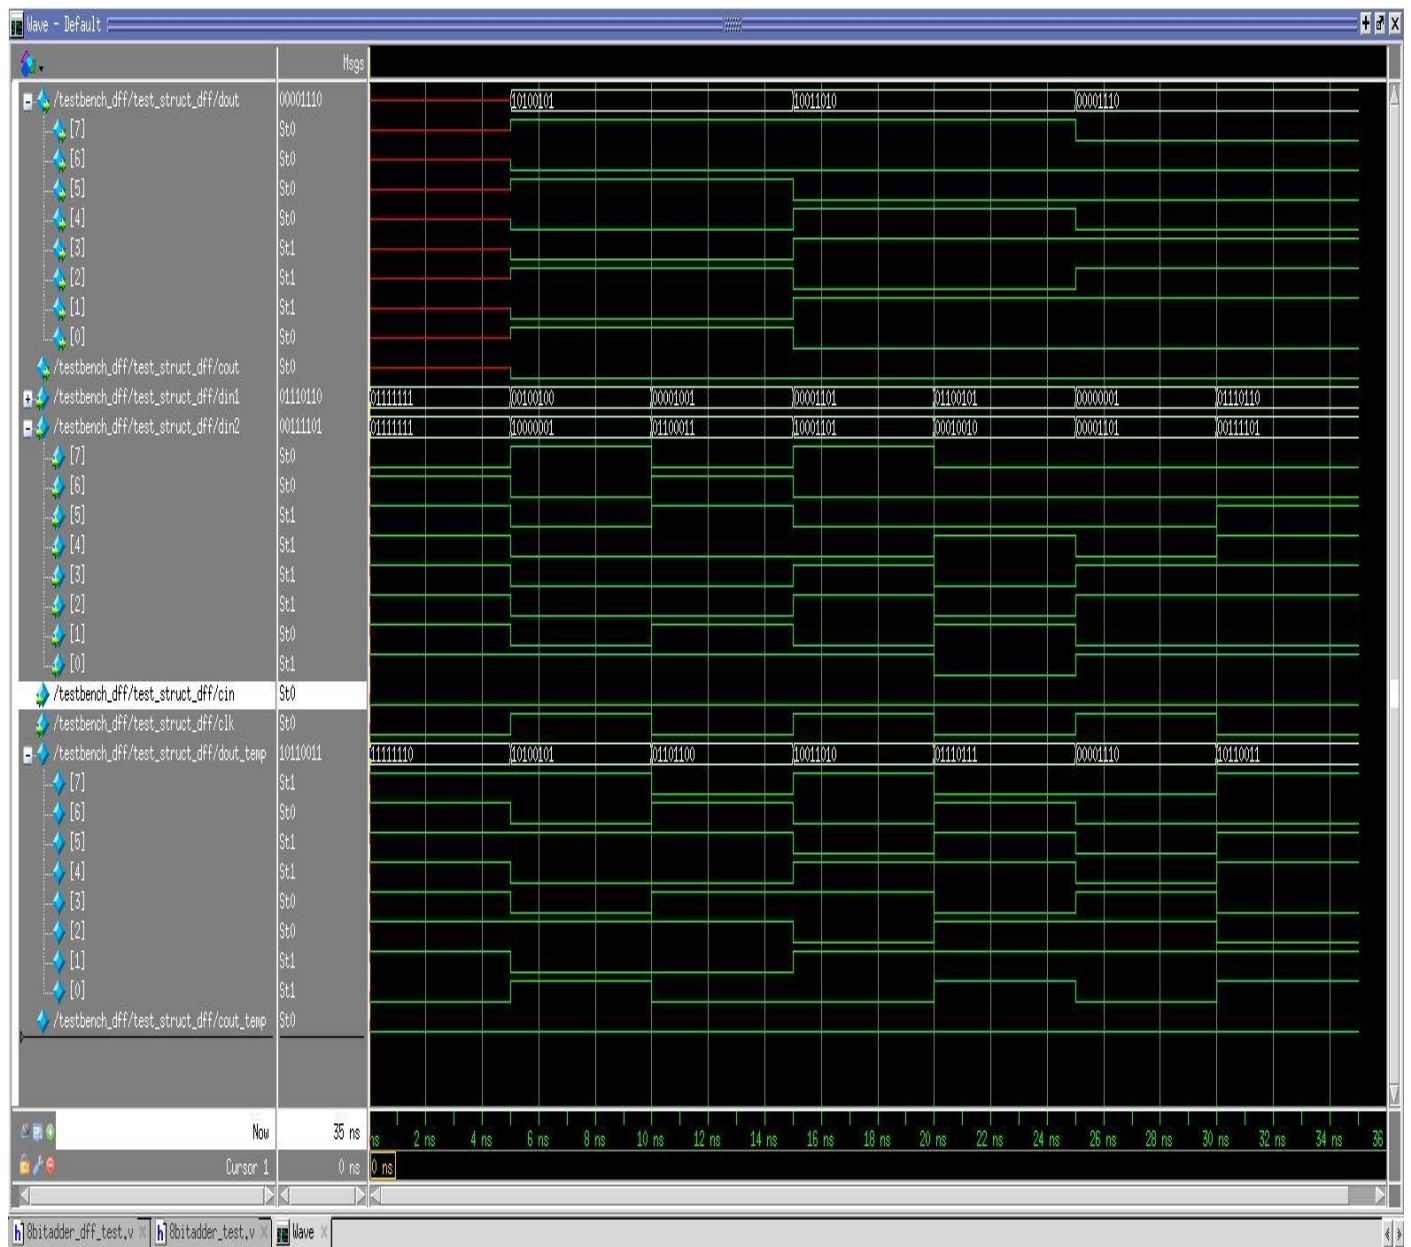 Wave - Default
Msgs
/testbench_dff/test_struct_dff/dout 00001110 10100101 10011010 00001110
[7] St0
[6] St0
[5] St0
[4] St0
[3] St1
[2] St1
[1] St1
[0] St0
/testbench_dff/test_struct_dff/cout St0
/testbench_dff/test_struct_dff/din1 01110110 01111111 00100100 00001001 00001101 01100101 00000001 01110110
/testbench_dff/test_struct_dff/din2 00111101 01111111 10000001 01100011 10001101 00010010 00001101 00111101
[7] St0
[6] St0
[5] St1
[4] St1
[3] St1
[2] St1
[1] St0
[0] St1
/testbench_dff/test_struct_dff/cin St0
/testbench_dff/test_struct_dff/clk St0
/testbench_dff/test_struct_dff/dout_temp 10110011 11111110 10100101 01101100 10011010 01110111 00001110 10110011
[7] St1
[6] St0
[5] St1
[4] St1
[3] St0
[2] St0
[1] St1
[0] St1
/testbench_dff/test_struct_dff/cout_temp St0
Now 35 ns ns 2 ns 4 ns 6 ns 8 ns 10 ns 12 ns 14 ns 16 ns 18 ns 20 ns 22 ns 24 ns 26 ns 28 ns 30 ns 32 ns 34 ns 36
Cursor 1 0 ns 0 ns
8bitadder_dff_test.v 8bitadder_test.v Wave